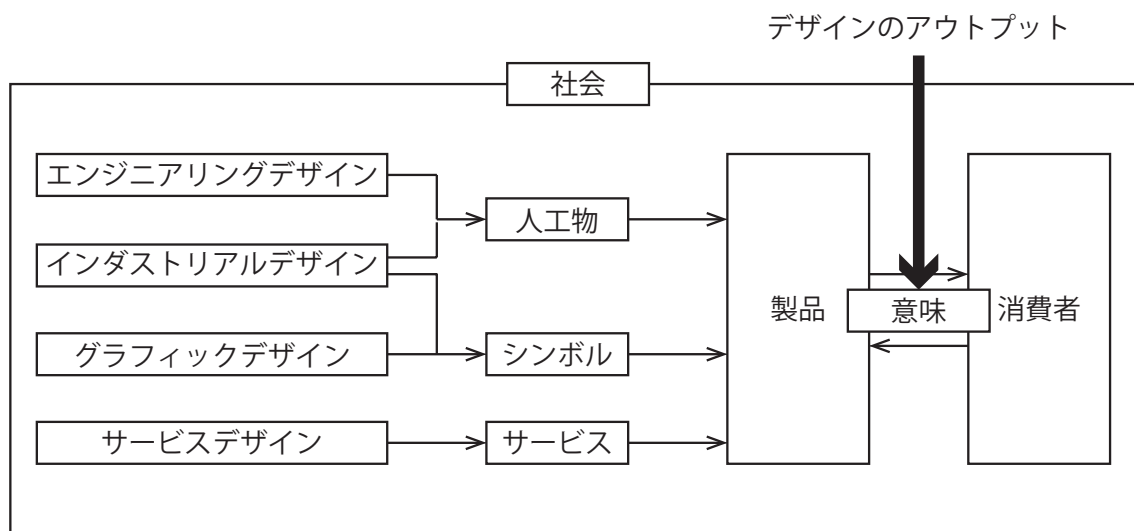 デザインのアウトプット
社会
エンジニアリングデザイン
人工物
インダストリアルデザイン
製品
意味
消費者
グラフィックデザイン
シンボル
サービスデザイン
サービス